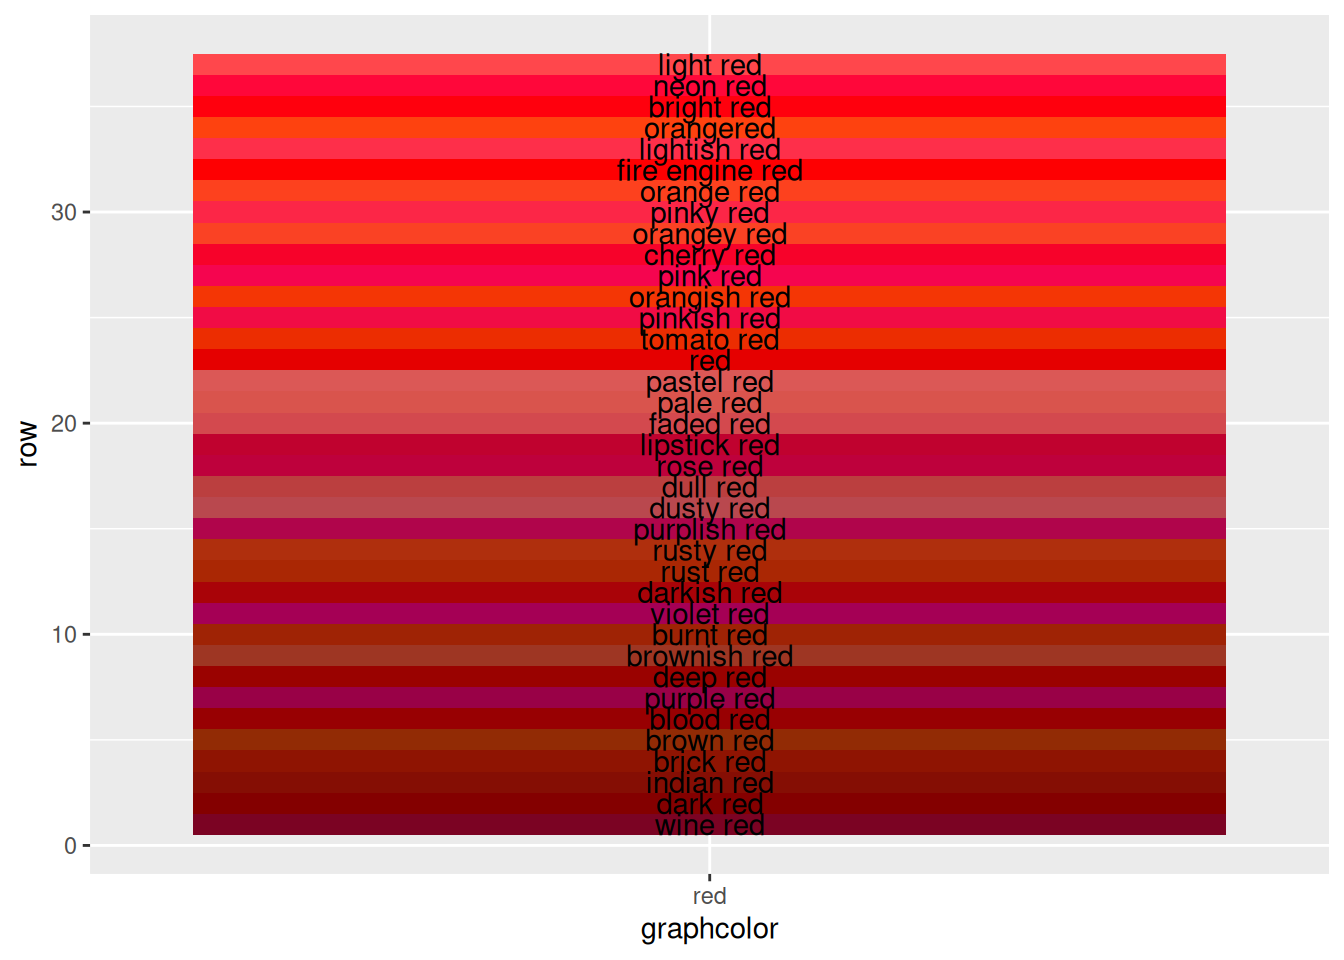 light red
neon red
bright red
orangered
lightish red
fire engine red
orange red
pinky red
orangey red
cherry red
pink red
orangish red
pinkish red
tomato red
red
pastel red
pale red
faded red
lipstick red
rose red
dull red
dusty red
purplish red
rusty red
rust red
darkish red
violet red
burnt red
brownish red
deep red
purple red
blood red
brown red
brick red
indian red
dark red
wine red
30
20
10
0
row
red
graphcolor